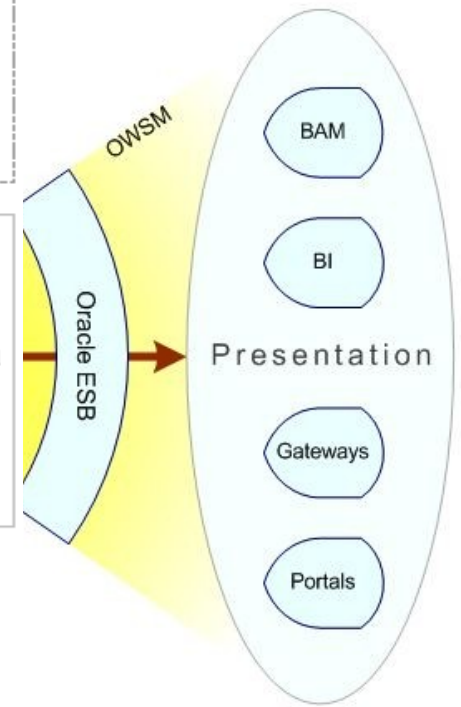 OWSM
Oracle ESB
BAM
BI
Presentation
Gateways
Portals